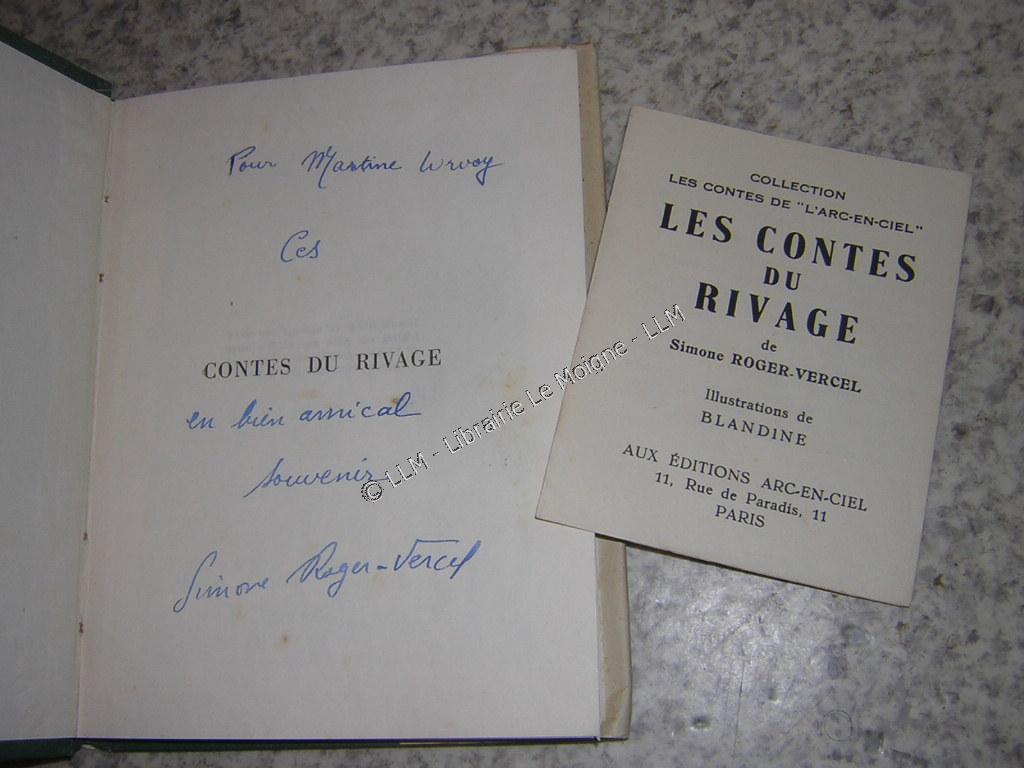 Pour Martine
Ces
CONTES DU RIVAGE
en bien amical
souvenir
Simone Roger-Vercel
COLLECTION
LES CONTES DE "L'ARC-EN-CIEL"
LES CONTES
DU
RIVAGE
de
Simone ROGER-VERCEL
Illustrations de
BLANDINE
AUX ÉDITIONS ARC-EN-CIEL
11, Rue de Paradis, 11
PARIS
© LLM - Librairie Le Moigne - LLM